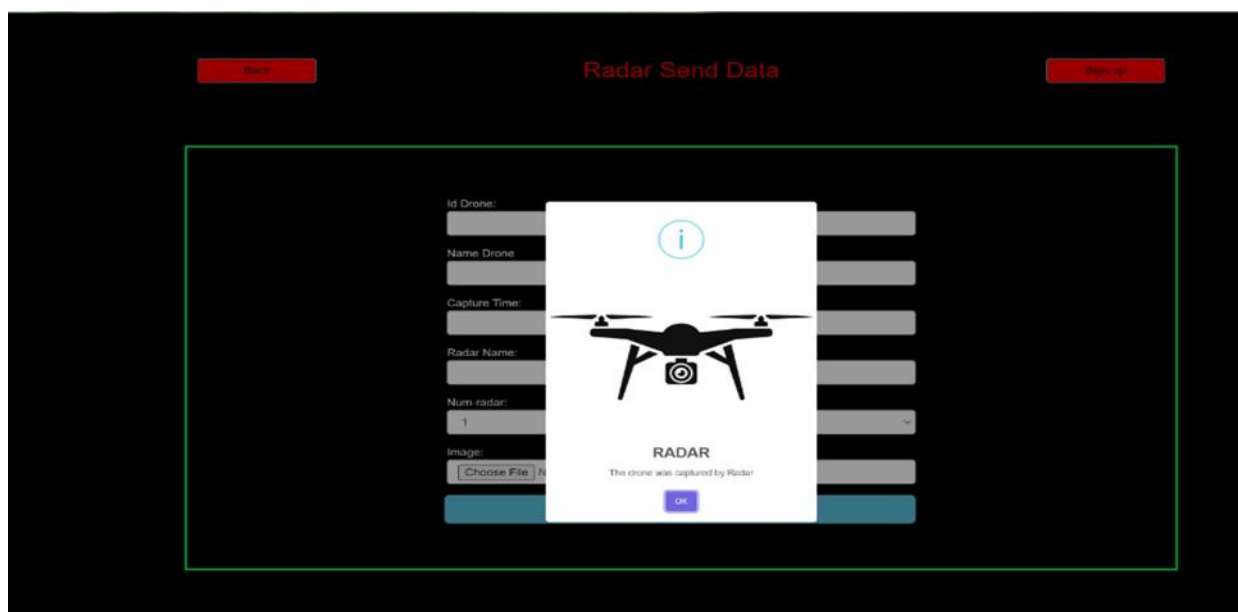 Back
Radar Send Data
Sign up
Id Drone:
Name Drone
Capture Time:
Radar Name:
Num-radar:
1
Image:
Choose File N
i
RADAR
The drone was captured by Radar
OK